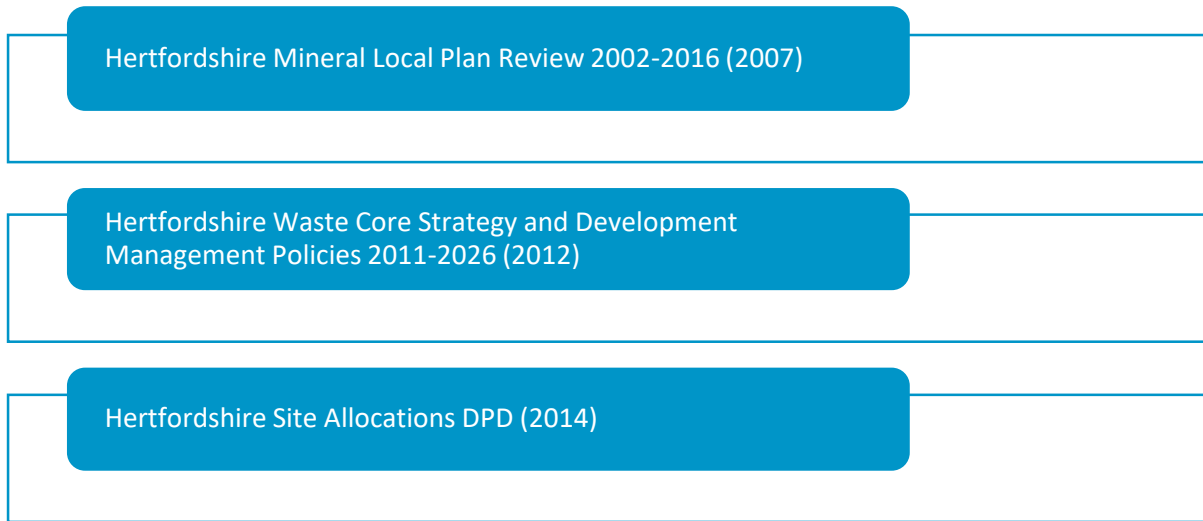 Hertfordshire Mineral Local Plan Review 2002-2016 (2007)
Hertfordshire Waste Core Strategy and Development
Management Policies 2011-2026 (2012)
Hertfordshire Site Allocations DPD (2014)